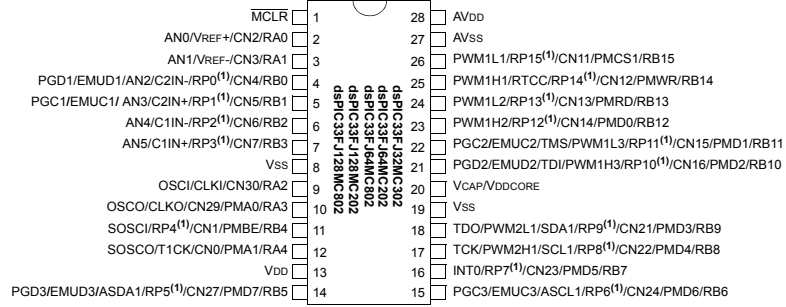 MCLR 1 28 AVDD
AN0/VREF+/CN2/RA0 2 27 AVSS
AN1/VREF-/CN3/RA1 3 26 PWM1L1/RP15(1)/CN11/PMCS1/RB15
PGD1/EMUD1/AN2/C2IN-/RP0(1)/CN4/RB0 4 25 PWM1H1/RTCC/RP14(1)/CN12/PMWR/RB14
PGC1/EMUC1/ AN3/C2IN+/RP1(1)/CN5/RB1 5 24 PWM1L2/RP13(1)/CN13/PMRD/RB13
AN4/C1IN-/RP2(1)/CN6/RB2 6 23 PWM1H2/RP12(1)/CN14/PMD0/RB12
AN5/C1IN+/RP3(1)/CN7/RB3 7 22 PGC2/EMUC2/TMS/PWM1L3/RP11(1)/CN15/PMD1/RB11
VSS 8 21 PGD2/EMUD2/TDI/PWM1H3/RP10(1)/CN16/PMD2/RB10
OSCI/CLKI/CN30/RA2 9 20 VCAP/VDDCORE
OSCO/CLKO/CN29/PMA0/RA3 10 19 VSS
SOSCI/RP4(1)/CN1/PMBE/RB4 11 18 TDO/PWM2L1/SDA1/RP9(1)/CN21/PMD3/RB9
SOSCO/T1CK/CN0/PMA1/RA4 12 17 TCK/PWM2H1/SCL1/RP8(1)/CN22/PMD4/RB8
VDD 13 16 INT0/RP7(1)/CN23/PMD5/RB7
PGD3/EMUD3/ASDA1/RP5(1)/CN27/PMD7/RB5 14 15 PGC3/EMUC3/ASCL1/RP6(1)/CN24/PMD6/RB6
dsPIC33FJ32MC302
dsPIC33FJ64MC202
dsPIC33FJ64MC802
dsPIC33FJ128MC202
dsPIC33FJ128MC802